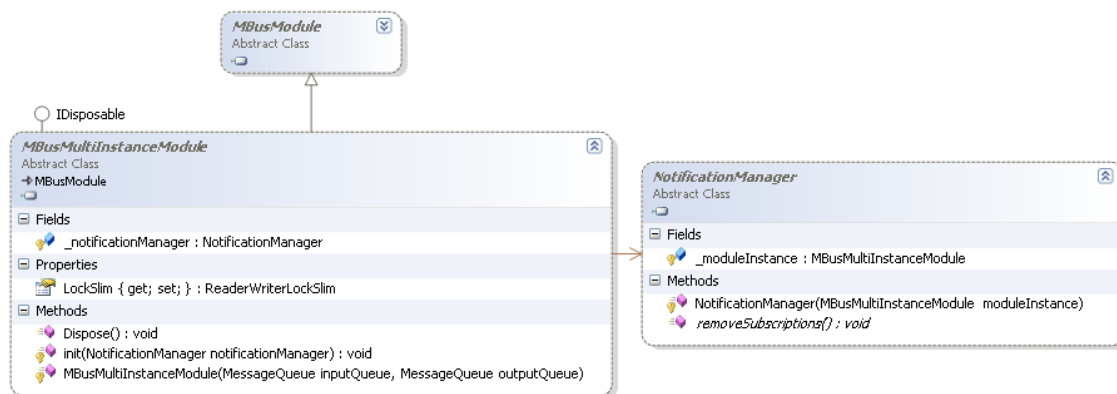 MBusModule
Abstract Class
IDisposable
MBusMultiInstanceModule
Abstract Class
MBusModule
Fields
_notificationManager : NotificationManager
Properties
LockSlim { get; set; } : ReaderWriterLockSlim
Methods
Dispose() : void
init(NotificationManager notificationManager) : void
MBusMultiInstanceModule(MessageQueue inputQueue, MessageQueue outputQueue)
NotificationManager
Abstract Class
Fields
_moduleInstance : MBusMultiInstanceModule
Methods
NotificationManager(MBusMultiInstanceModule moduleInstance)
removeSubscriptions() : void